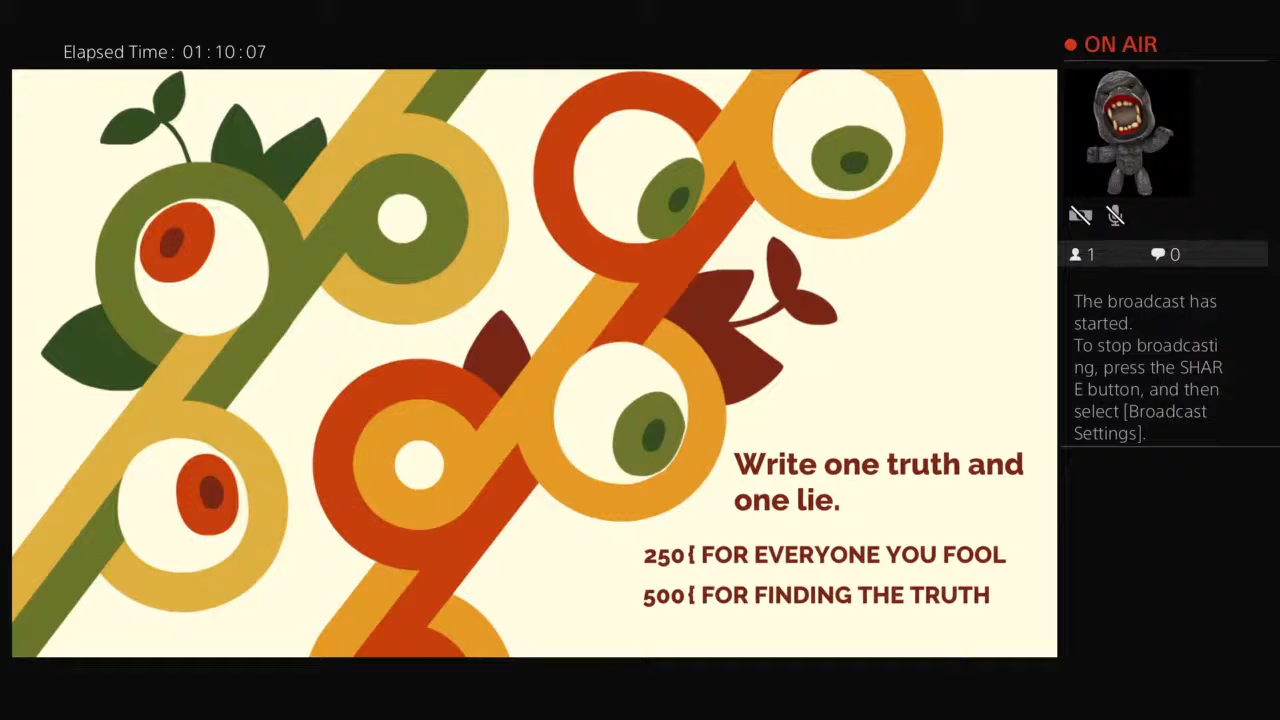 Elapsed Time: 01:10:07
ON AIR
1 0
The broadcast has
started.
To stop broadcasti
ng, press the SHAR
E button, and then
select [Broadcast
Settings].
Write one truth and
one lie.
250{ FOR EVERYONE YOU FOOL
500{ FOR FINDING THE TRUTH